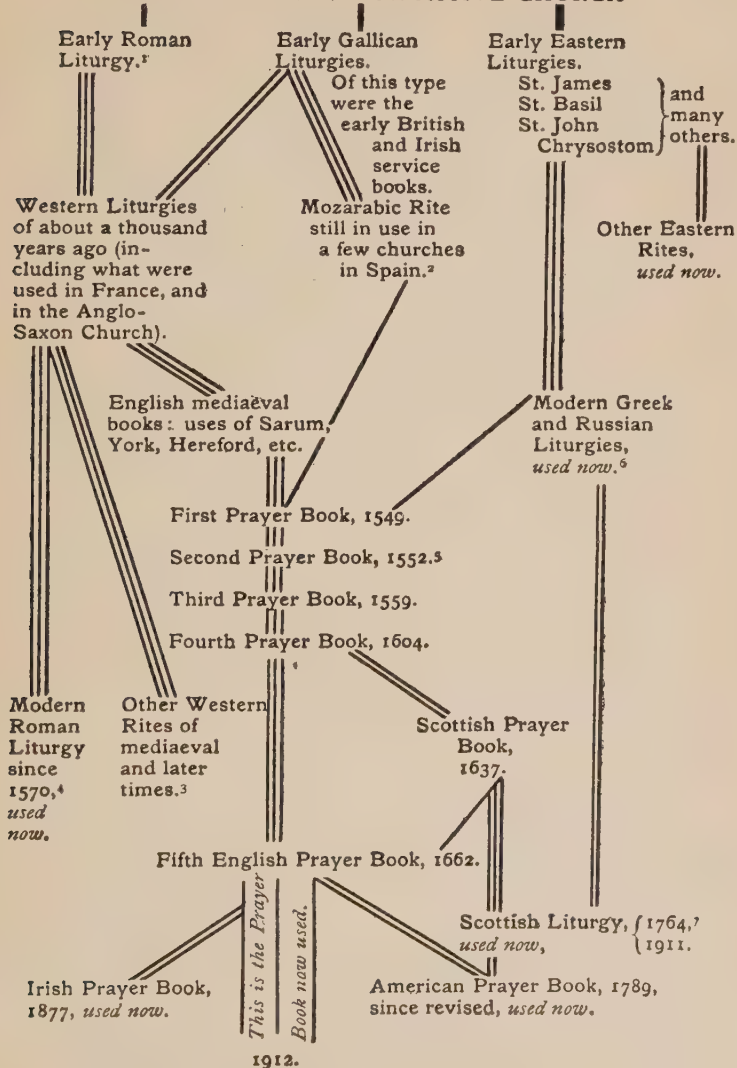 Early Roman
Liturgy.¹
Early Gallican
Liturgies.
Of this type
were the
early British
and Irish
service
books.
Early Eastern
Liturgies.
St. James
St. Basil
St. John
Chrysostom
and
many
others.
Western Liturgies
of about a thousand
years ago (in-
cluding what were
used in France, and
in the Anglo-
Saxon Church).
Mozarabic Rite
still in use in
a few churches
in Spain.²
Other Eastern
Rites,
used now.
English mediaeval
books: uses of Sarum,
York, Hereford, etc.
Modern Greek
and Russian
Liturgies,
used now.⁶
First Prayer Book, 1549.
Second Prayer Book, 1552.⁵
Third Prayer Book, 1559.
Fourth Prayer Book, 1604.
Modern
Roman
Liturgy
since
1570,⁴
used
now.
Other Western
Rites of
mediaeval
and later
times.³
Scottish Prayer
Book,
1637.
Fifth English Prayer Book, 1662.
This is the Prayer
Book now used.
Scottish Liturgy, { 1764,⁷
used now, { 1911.
Irish Prayer Book,
1877, used now.
American Prayer Book, 1789,
since revised, used now.
1912.